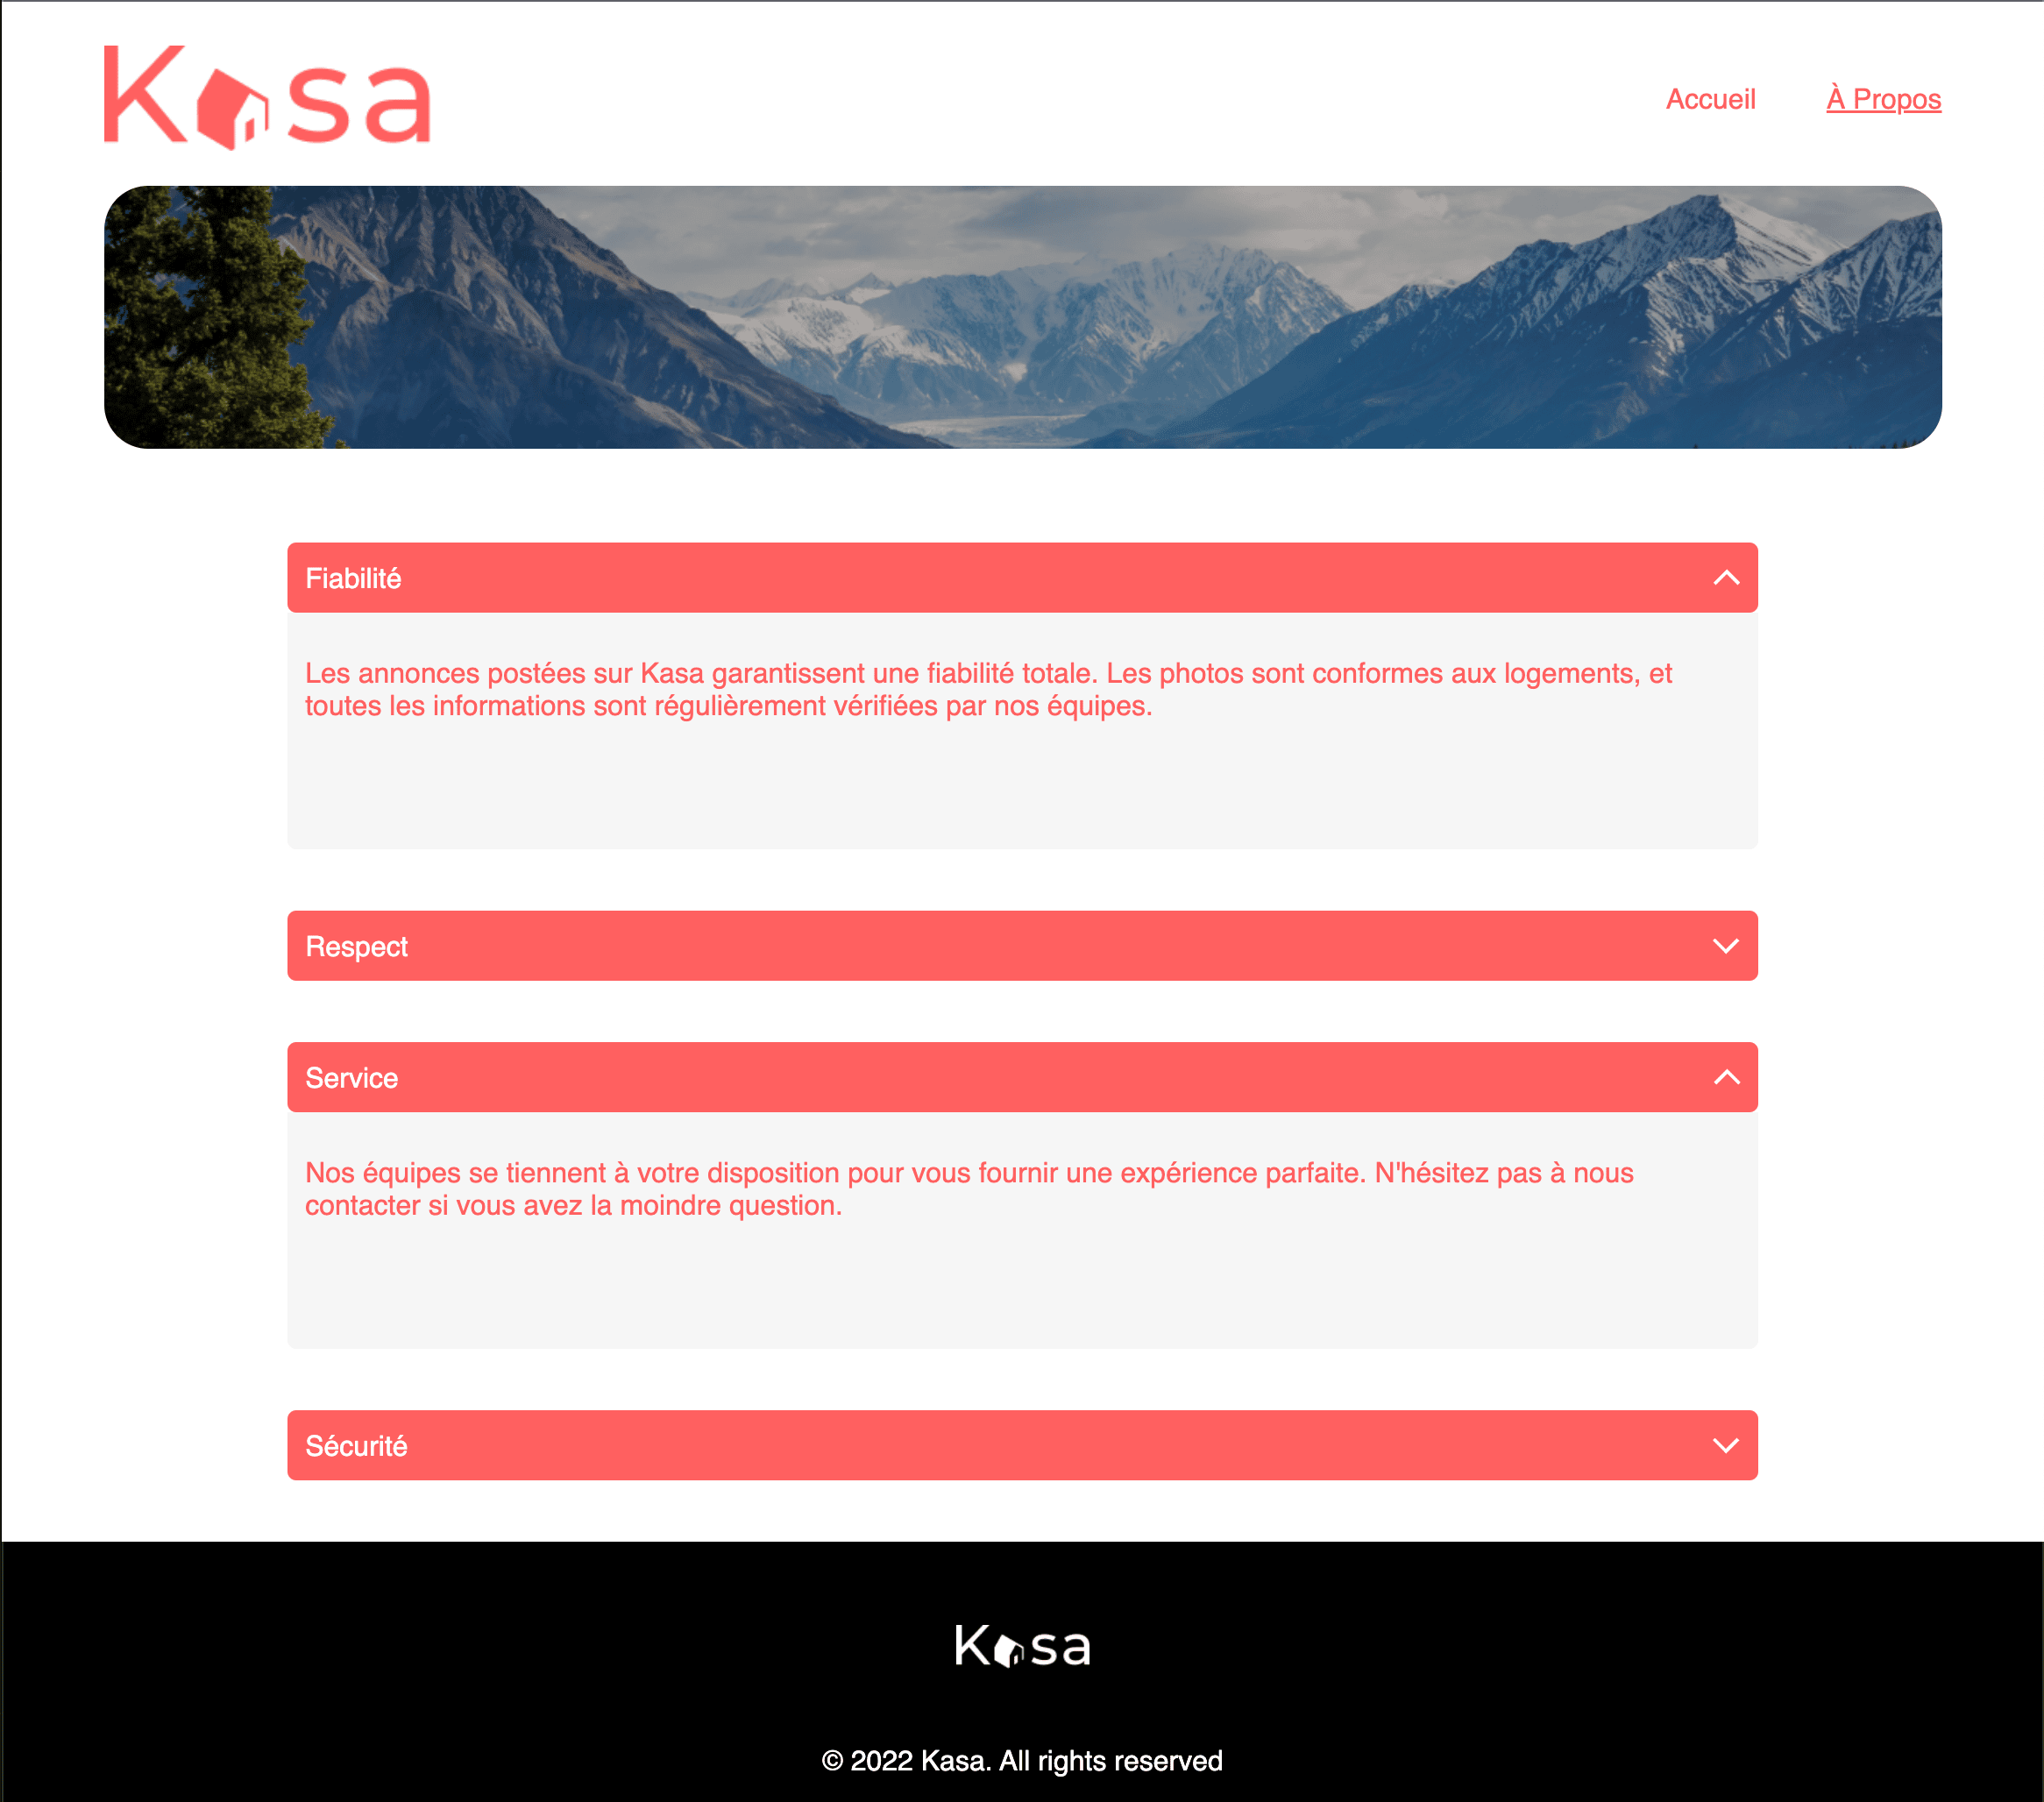 Kasa
Accueil
À Propos
Fiabilité
Les annonces postées sur Kasa garantissent une fiabilité totale. Les photos sont conformes aux logements, et
toutes les informations sont régulièrement vérifiées par nos équipes.
Respect
Service
Nos équipes se tiennent à votre disposition pour vous fournir une expérience parfaite. N'hésitez pas à nous
contacter si vous avez la moindre question.
Sécurité
Kasa
© 2022 Kasa. All rights reserved